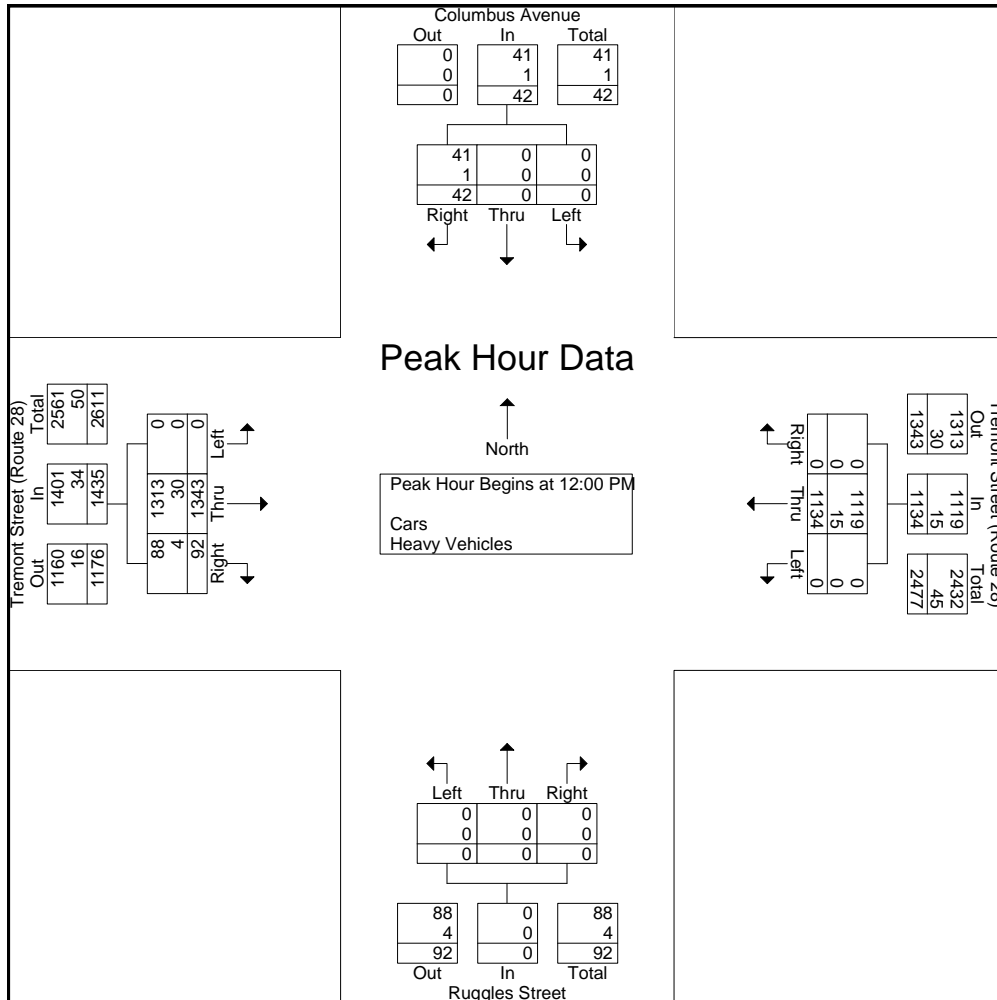 Columbus Avenue
Out In Total
0 41 41
0 1 1
0 42 42
41 0 0
1 0 0
42 0 0
Right Thru Left
Peak Hour Data
North
Peak Hour Begins at 12:00 PM
Cars
Heavy Vehicles
Tremont Street (Route 28)
Out In Total
1160 1401 2561
16 34 50
1176 1435 2611
Right Thru Left
88 1313 0
4 30 0
92 1343 0
Tremont Street (Route 28)
Out In Total
1313 1119 2432
30 15 45
1343 1134 2477
Right Thru Left
0 1119 0
0 15 0
0 1134 0
Left Thru Right
0 0 0
0 0 0
0 0 0
88 0 88
4 0 4
92 0 92
Out In Total
Ruggles Street